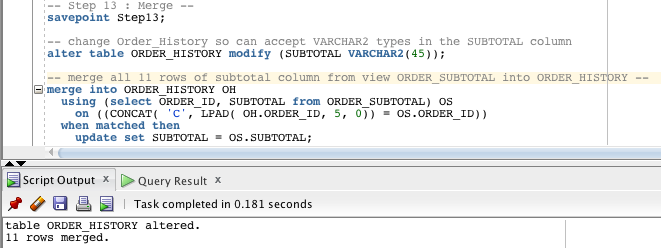 -- Step 13 : Merge --
savepoint Step13;
-- change Order_History so can accept VARCHAR2 types in the SUBTOTAL column
alter table ORDER_HISTORY modify (SUBTOTAL VARCHAR2(45));
-- merge all 11 rows of subtotal column from view ORDER_SUBTOTAL into ORDER_HISTORY --
merge into ORDER_HISTORY OH
using (select ORDER_ID, SUBTOTAL from ORDER_SUBTOTAL) OS
on ((CONCAT( 'C', LPAD( OH.ORDER_ID, 5, 0)) = OS.ORDER_ID))
when matched then
update set SUBTOTAL = OS.SUBTOTAL;
Script Output x Query Result x
Task completed in 0.181 seconds
table ORDER_HISTORY altered.
11 rows merged.